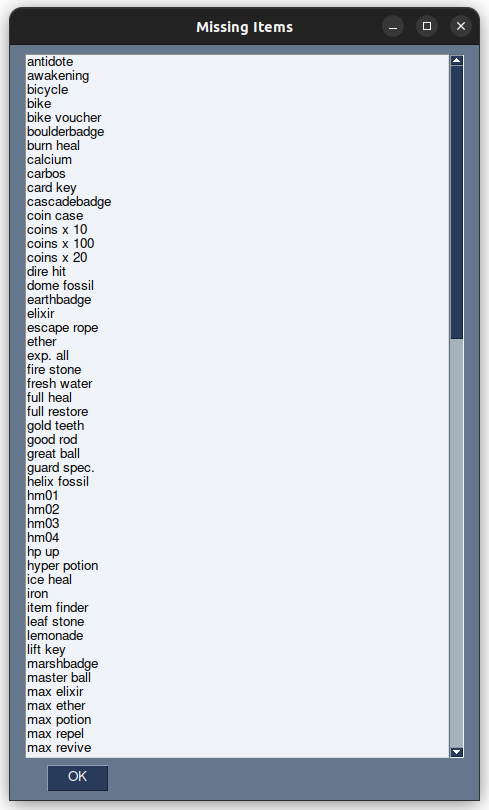 Missing Items
antidote
awakening
bicycle
bike
bike voucher
boulderbadge
burn heal
calcium
carbos
card key
cascadebadge
coin case
coins x 10
coins x 100
coins x 20
dire hit
dome fossil
earthbadge
elixir
escape rope
ether
exp. all
fire stone
fresh water
full heal
full restore
gold teeth
good rod
great ball
guard spec.
helix fossil
hm01
hm02
hm03
hm04
hp up
hyper potion
ice heal
iron
item finder
leaf stone
lemonade
lift key
marshbadge
master ball
max elixir
max ether
max potion
max repel
max revive
OK